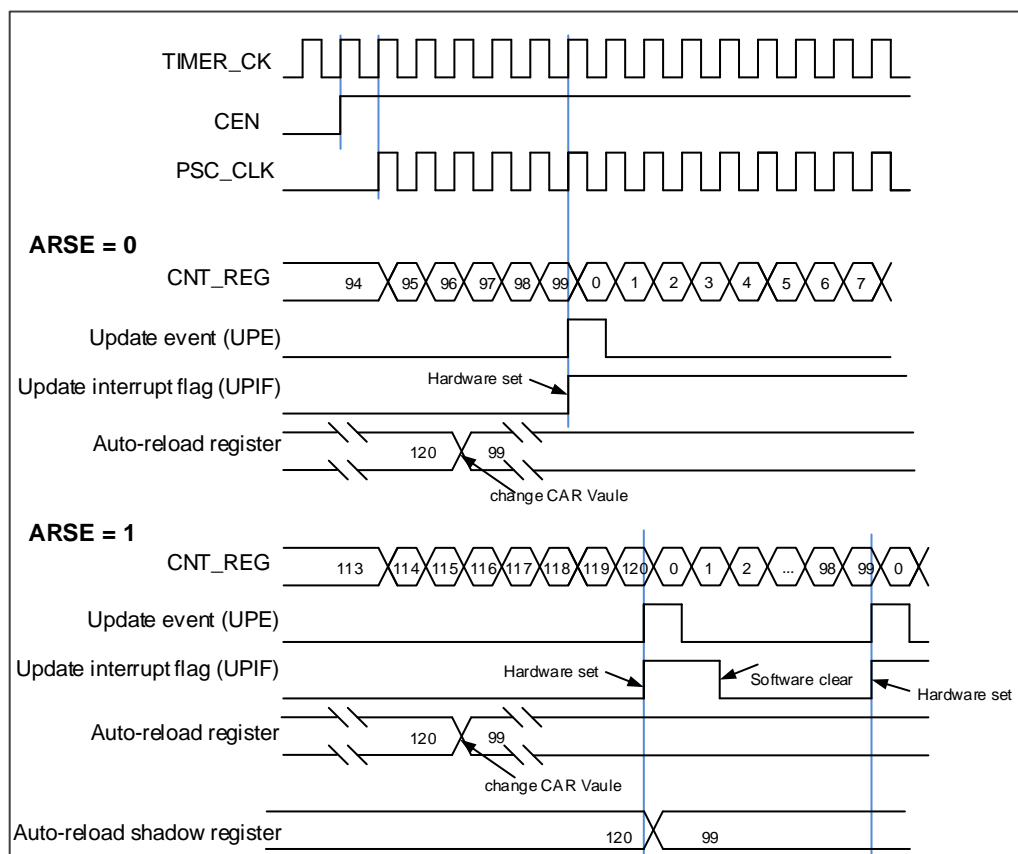 TIMER_CK
CEN
PSC_CLK
ARSE = 0
CNT_REG 94 95 96 97 98 99 0 1 2 3 4 5 6 7
Update event (UPE)
Update interrupt flag (UPIF) Hardware set
Auto-reload register 120 99
change CAR Vaule
ARSE = 1
CNT_REG 113 114 115 116 117 118 119 120 0 1 2 ... 98 99 0
Update event (UPE)
Update interrupt flag (UPIF) Hardware set Software clear Hardware set
Auto-reload register 120 99
change CAR Vaule
Auto-reload shadow register 120 99